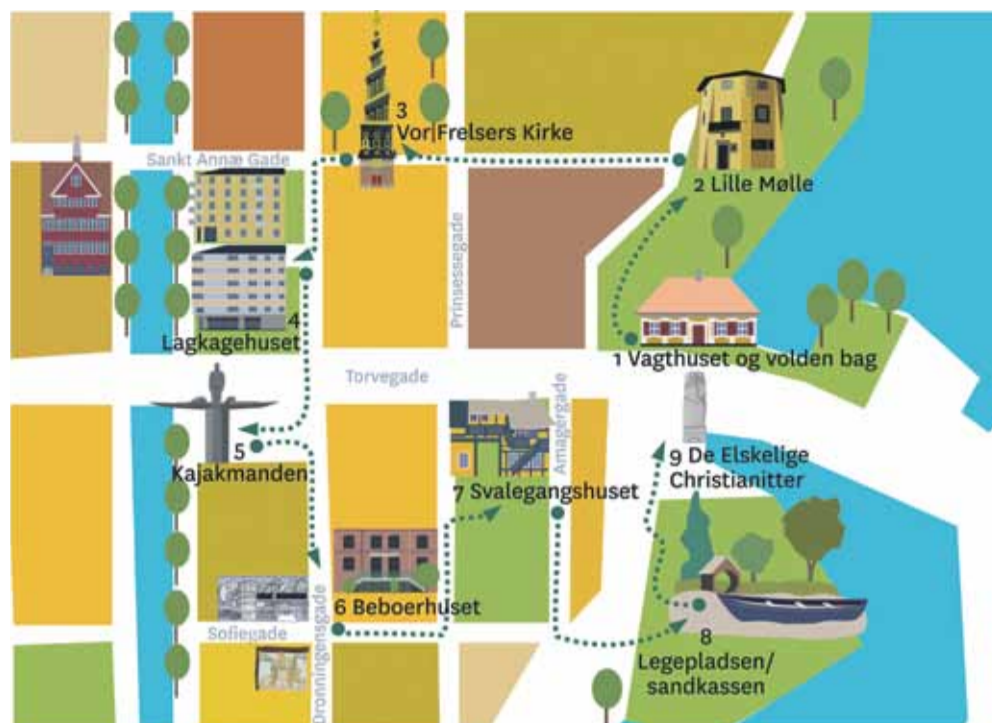 3
Vor Frelsers Kirke
Sankt Annæ Gade
2 Lille Mølle
Prinsessegade
4
Lagkagehuset
1 Vagthuset og volden bag
Torvegade
Amagergade
5
Kajakmanden
9 De Elskelige
Christianitter
7 Svalegangshuset
6 Beboerhuset
Sofiegade
Dronningensgade
8
Legepladsen/
sandkassen